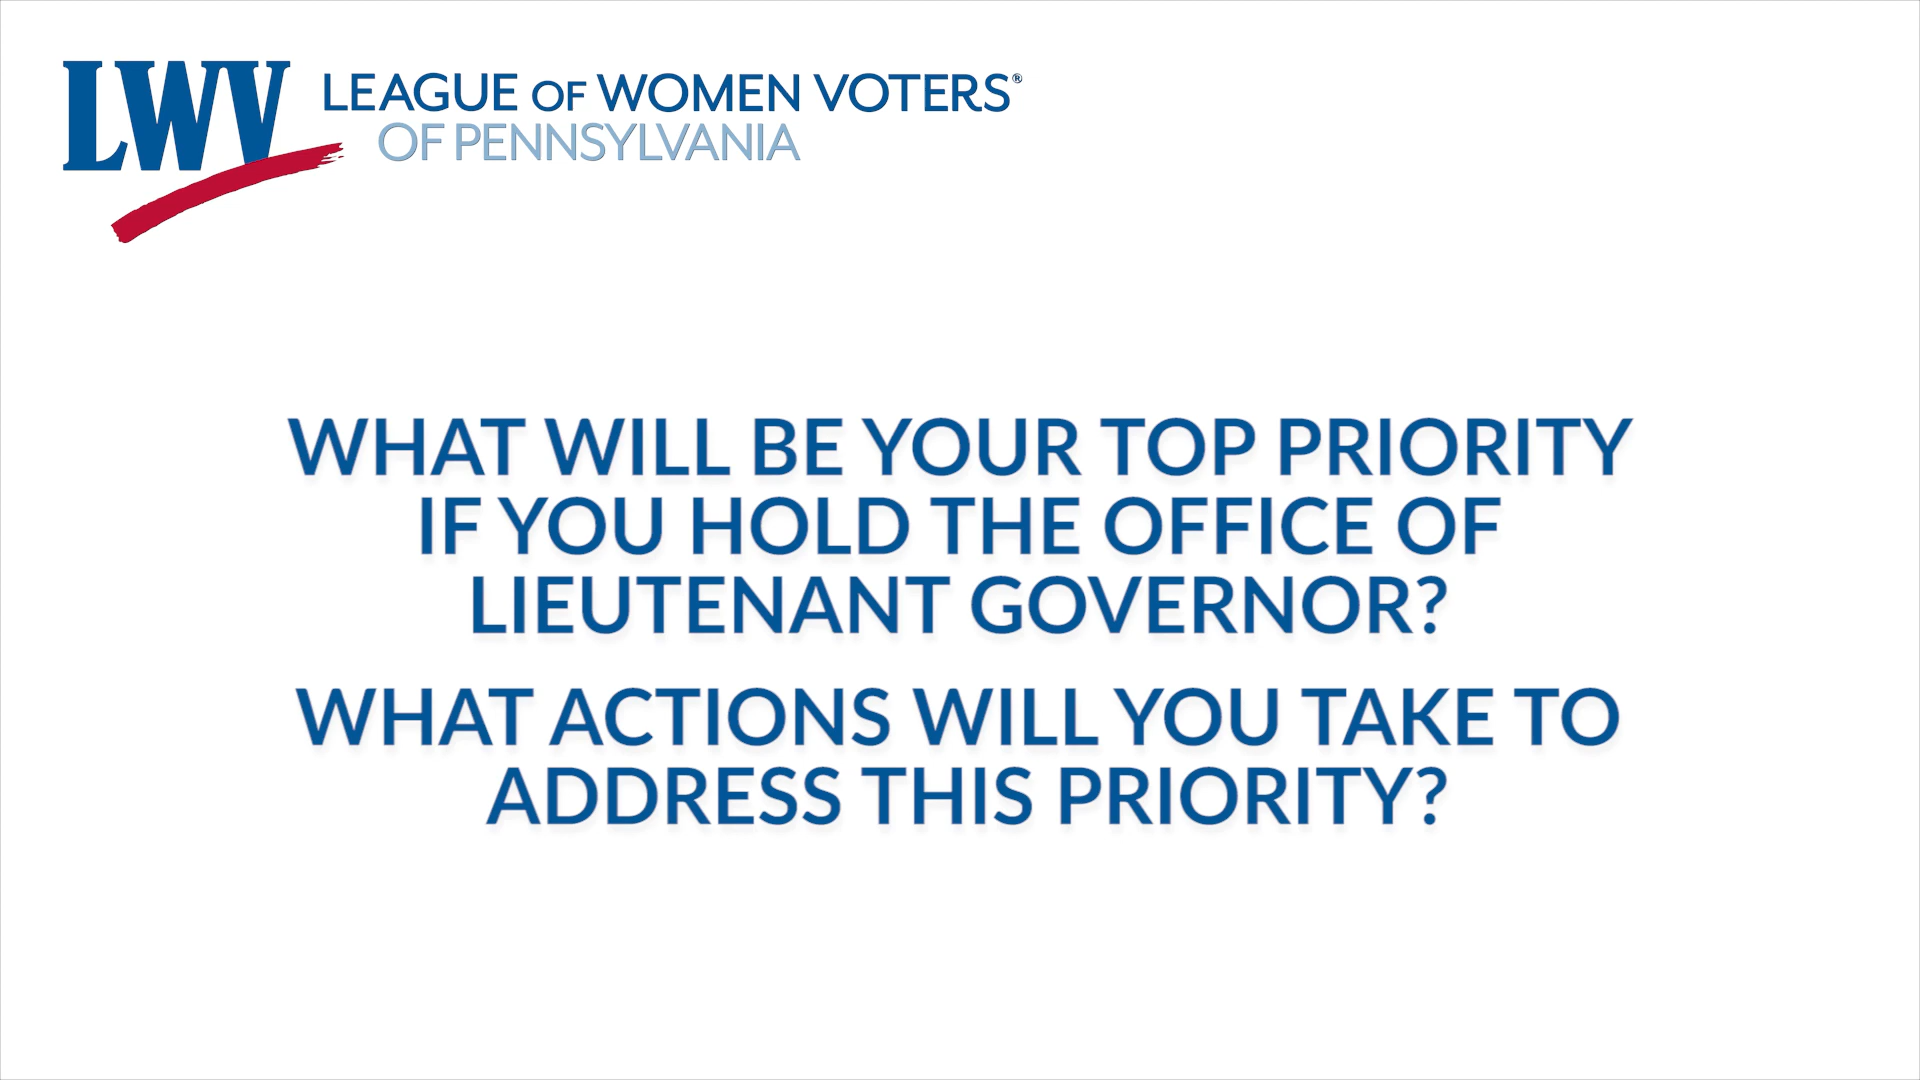 LWV LEAGUE OF WOMEN VOTERS®
OF PENNSYLVANIA
WHAT WILL BE YOUR TOP PRIORITY
IF YOU HOLD THE OFFICE OF
LIEUTENANT GOVERNOR?
WHAT ACTIONS WILL YOU TAKE TO
ADDRESS THIS PRIORITY?